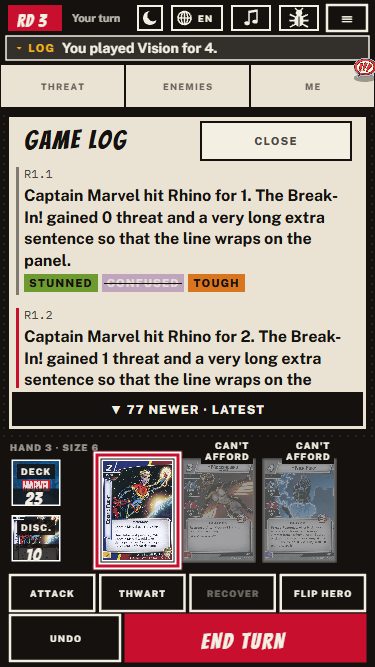 RD 3
Your turn
EN
LOG You played Vision for 4.
THREAT
ENEMIES
ME
GAME LOG
CLOSE
R1.1
Captain Marvel hit Rhino for 1. The Break-
In! gained 0 threat and a very long extra
sentence so that the line wraps on the
panel.
STUNNED CONFUSED TOUGH
R1.2
Captain Marvel hit Rhino for 2. The Break-
In! gained 1 threat and a very long extra
sentence so that the line wraps on the
▼ 77 NEWER · LATEST
HAND 3 · SIZE 6
CAN'T
AFFORD
CAN'T
AFFORD
DECK
MARVEL
23
DISC.
10
2
3
ATTACK
THWART
RECOVER
FLIP HERO
UNDO
END TURN